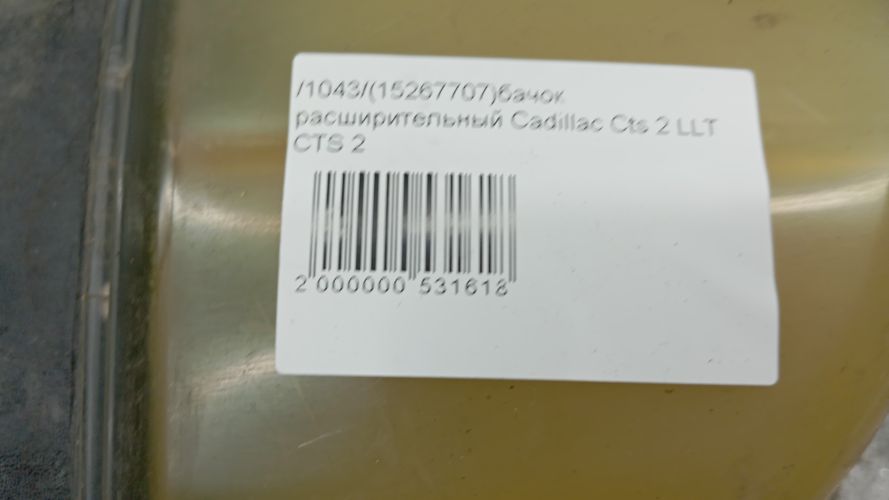 /1043/(15267707)бачок
расширительный Cadillac Cts 2 LLT
CTS 2
2 000000 531618